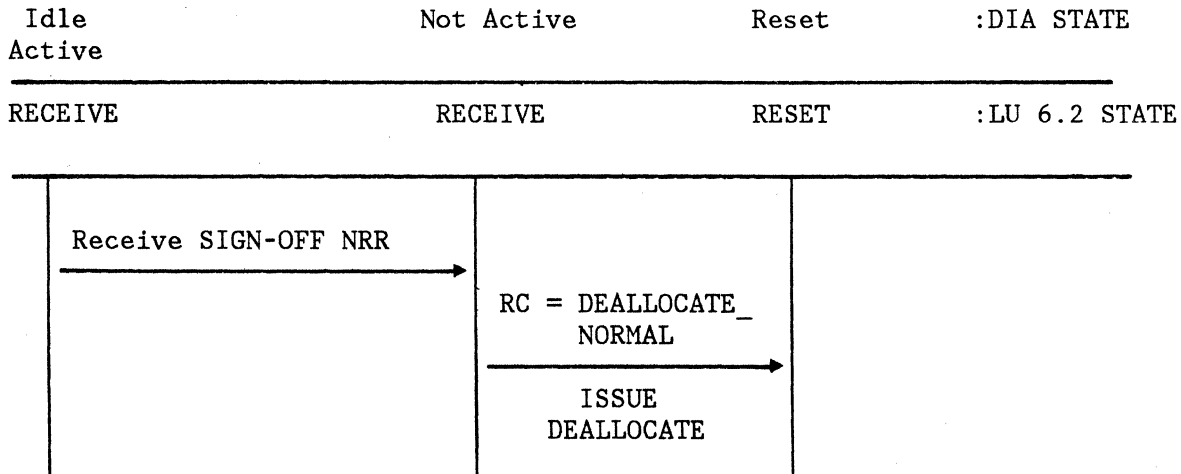 Idle Not Active Reset :DIA STATE
Active
RECEIVE RECEIVE RESET :LU 6.2 STATE
Receive SIGN-OFF NRR
RC = DEALLOCATE_
NORMAL
ISSUE
DEALLOCATE